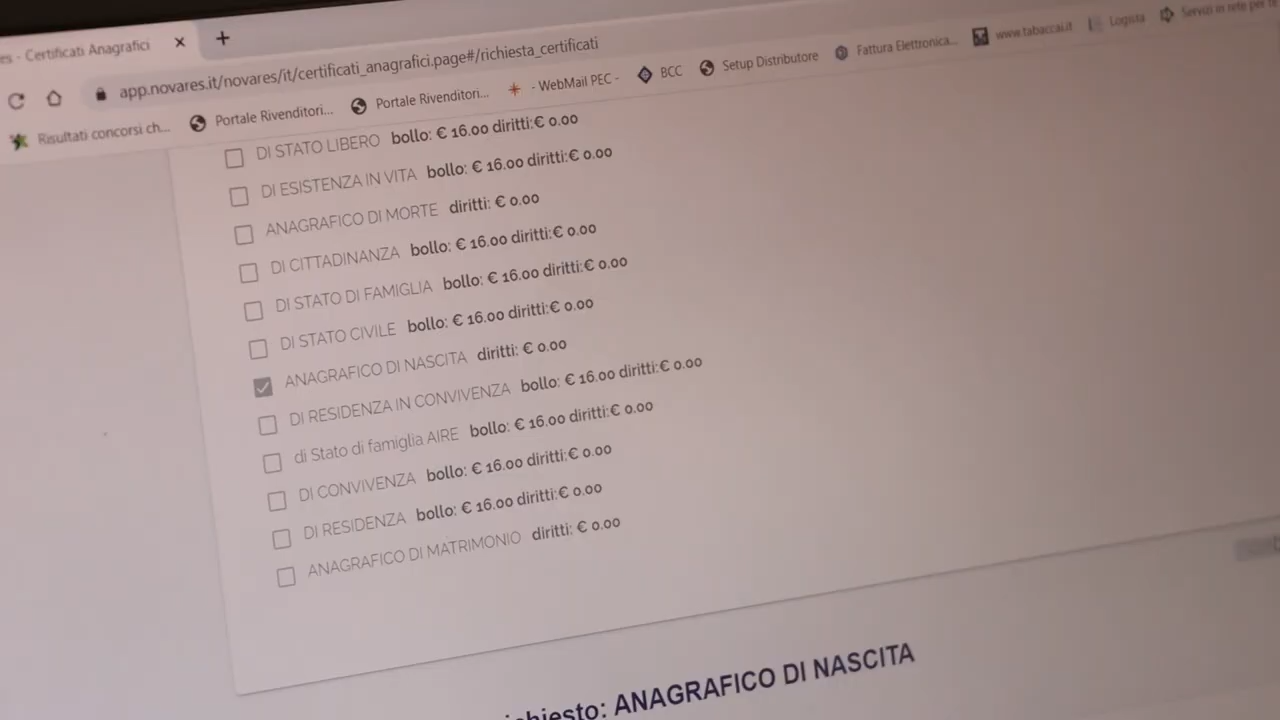 es - Certificati Anagrafici
app.novares.it/novares/it/certificati_anagrafici.page#/richiesta_certificati
Risultati concorsi ch... Portale Rivenditori... Portale Rivenditori... - WebMail PEC - BCC Setup Distributore Fattura Elettronica... www.tabaccai.it Logista Servizi in rete per
DI STATO LIBERO bollo: € 16.00 diritti:€ 0.00
DI ESISTENZA IN VITA bollo: € 16.00 diritti:€ 0.00
ANAGRAFICO DI MORTE diritti: € 0.00
DI CITTADINANZA bollo: € 16.00 diritti:€ 0.00
DI STATO DI FAMIGLIA bollo: € 16.00 diritti:€ 0.00
DI STATO CIVILE bollo: € 16.00 diritti:€ 0.00
ANAGRAFICO DI NASCITA diritti: € 0.00
DI RESIDENZA IN CONVIVENZA bollo: € 16.00 diritti:€ 0.00
di Stato di famiglia AIRE bollo: € 16.00 diritti:€ 0.00
DI CONVIVENZA bollo: € 16.00 diritti:€ 0.00
DI RESIDENZA bollo: € 16.00 diritti:€ 0.00
ANAGRAFICO DI MATRIMONIO diritti: € 0.00
ichiesto: ANAGRAFICO DI NASCITA